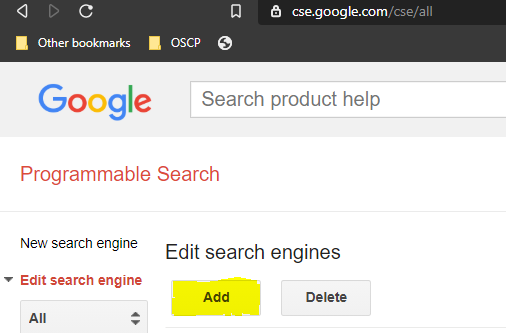 cse.google.com/cse/all
Other bookmarks OSCP
Google Search product help
Programmable Search
New search engine
Edit search engines
Edit search engine
Add Delete
All